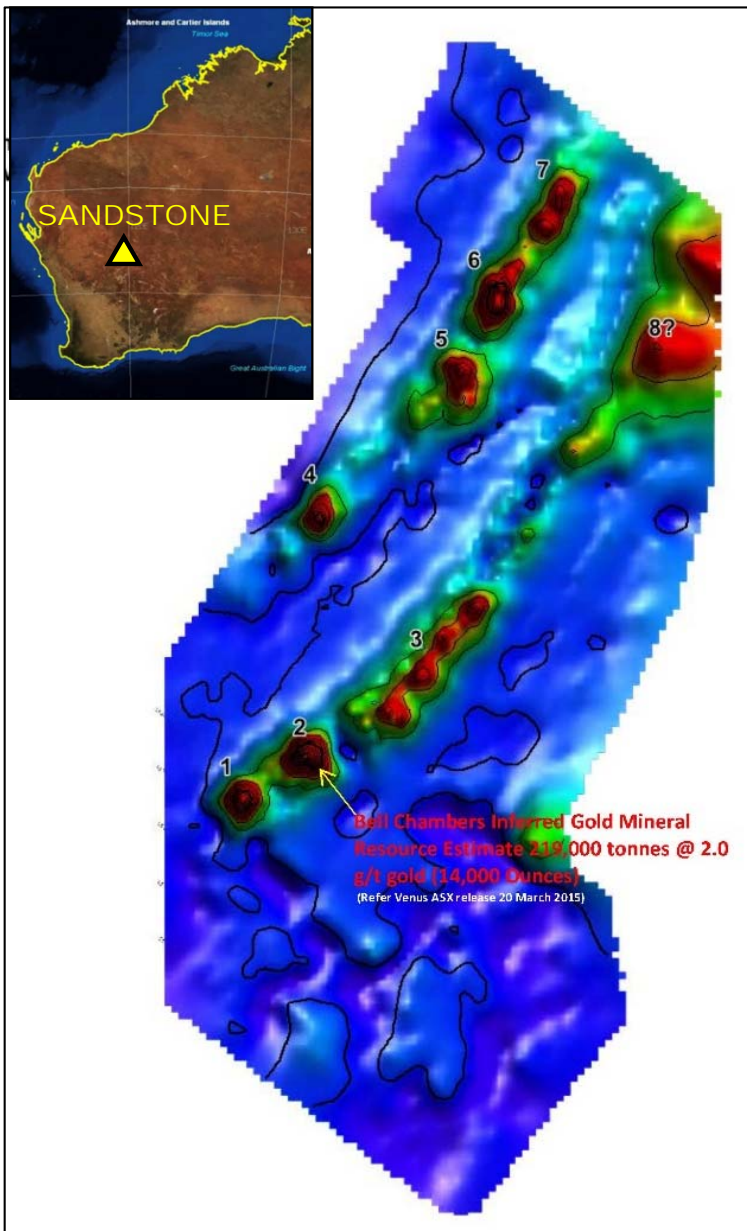 Ashmore and Cartier Islands
Timor Sea
SANDSTONE
Great Australian Bight
7
6
5
8?
4
3
2
1
Bell Chambers Inferred Gold Mineral
Resource Estimate 219,000 tonnes @ 2.0
g/t gold (14,000 Ounces)
(Refer Venus ASX release 20 March 2015)